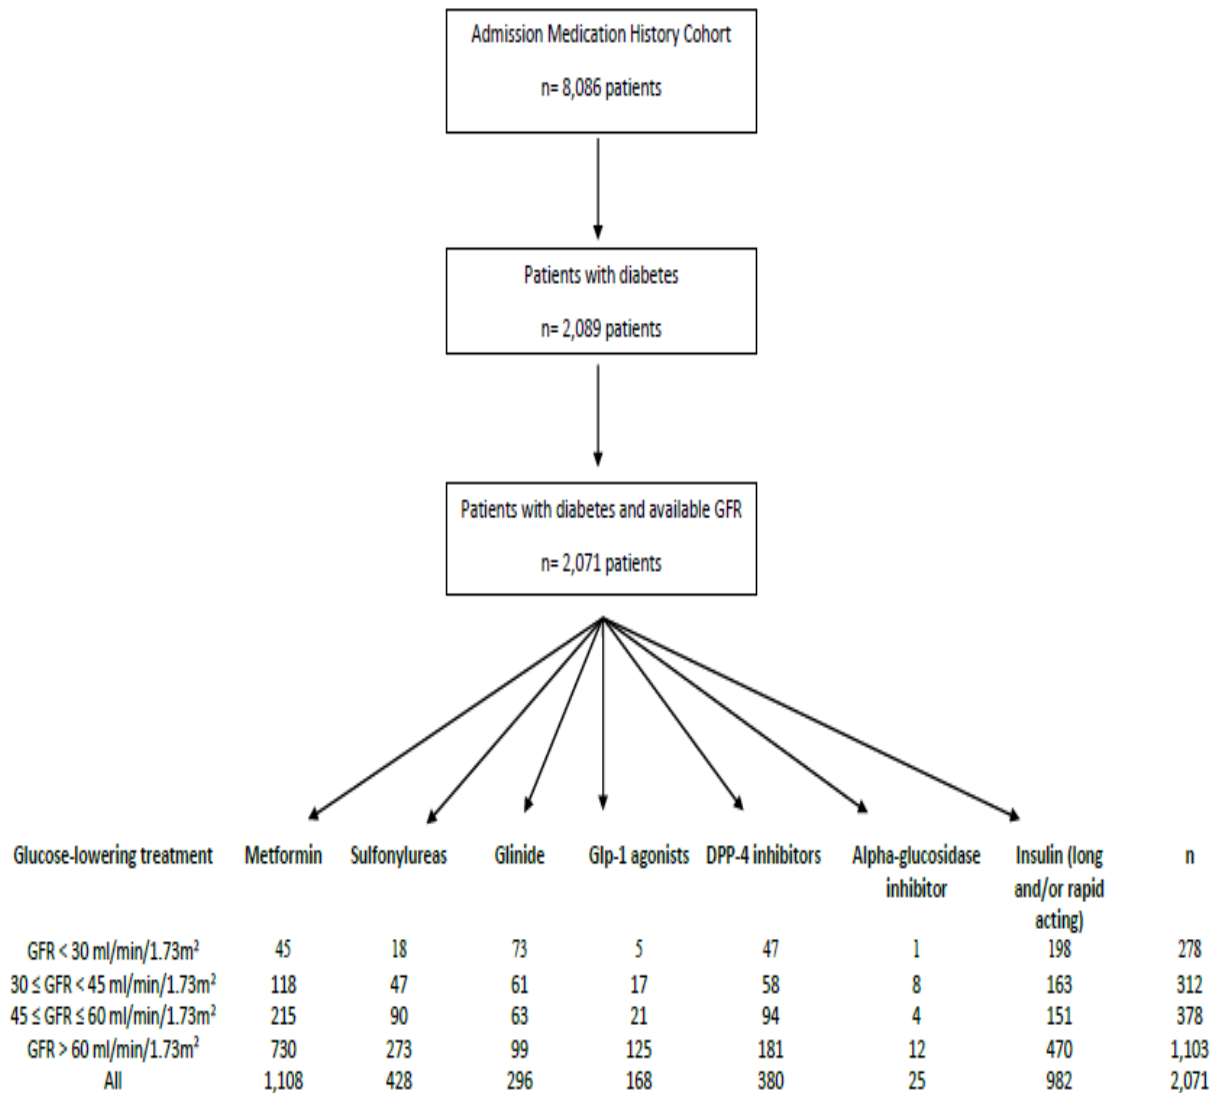 Admission Medication History Cohort
n= 8,086 patients
Patients with diabetes
n= 2,089 patients
Patients with diabetes and available GFR
n= 2,071 patients
Glucose-lowering treatment Metformin Sulfonylureas Glinide Glp-1 agonists DPP-4 inhibitors Alpha-glucosidase Insulin (long n
inhibitor and/or rapid
acting)
GFR < 30 ml/min/1.73m² 45 18 73 5 47 1 198 278
30 ≤ GFR < 45 ml/min/1.73m² 118 47 61 17 58 8 163 312
45 ≤ GFR ≤ 60 ml/min/1.73m² 215 90 63 21 94 4 151 378
GFR > 60 ml/min/1.73m² 730 273 99 125 181 12 470 1,103
All 1,108 428 296 168 380 25 982 2,071